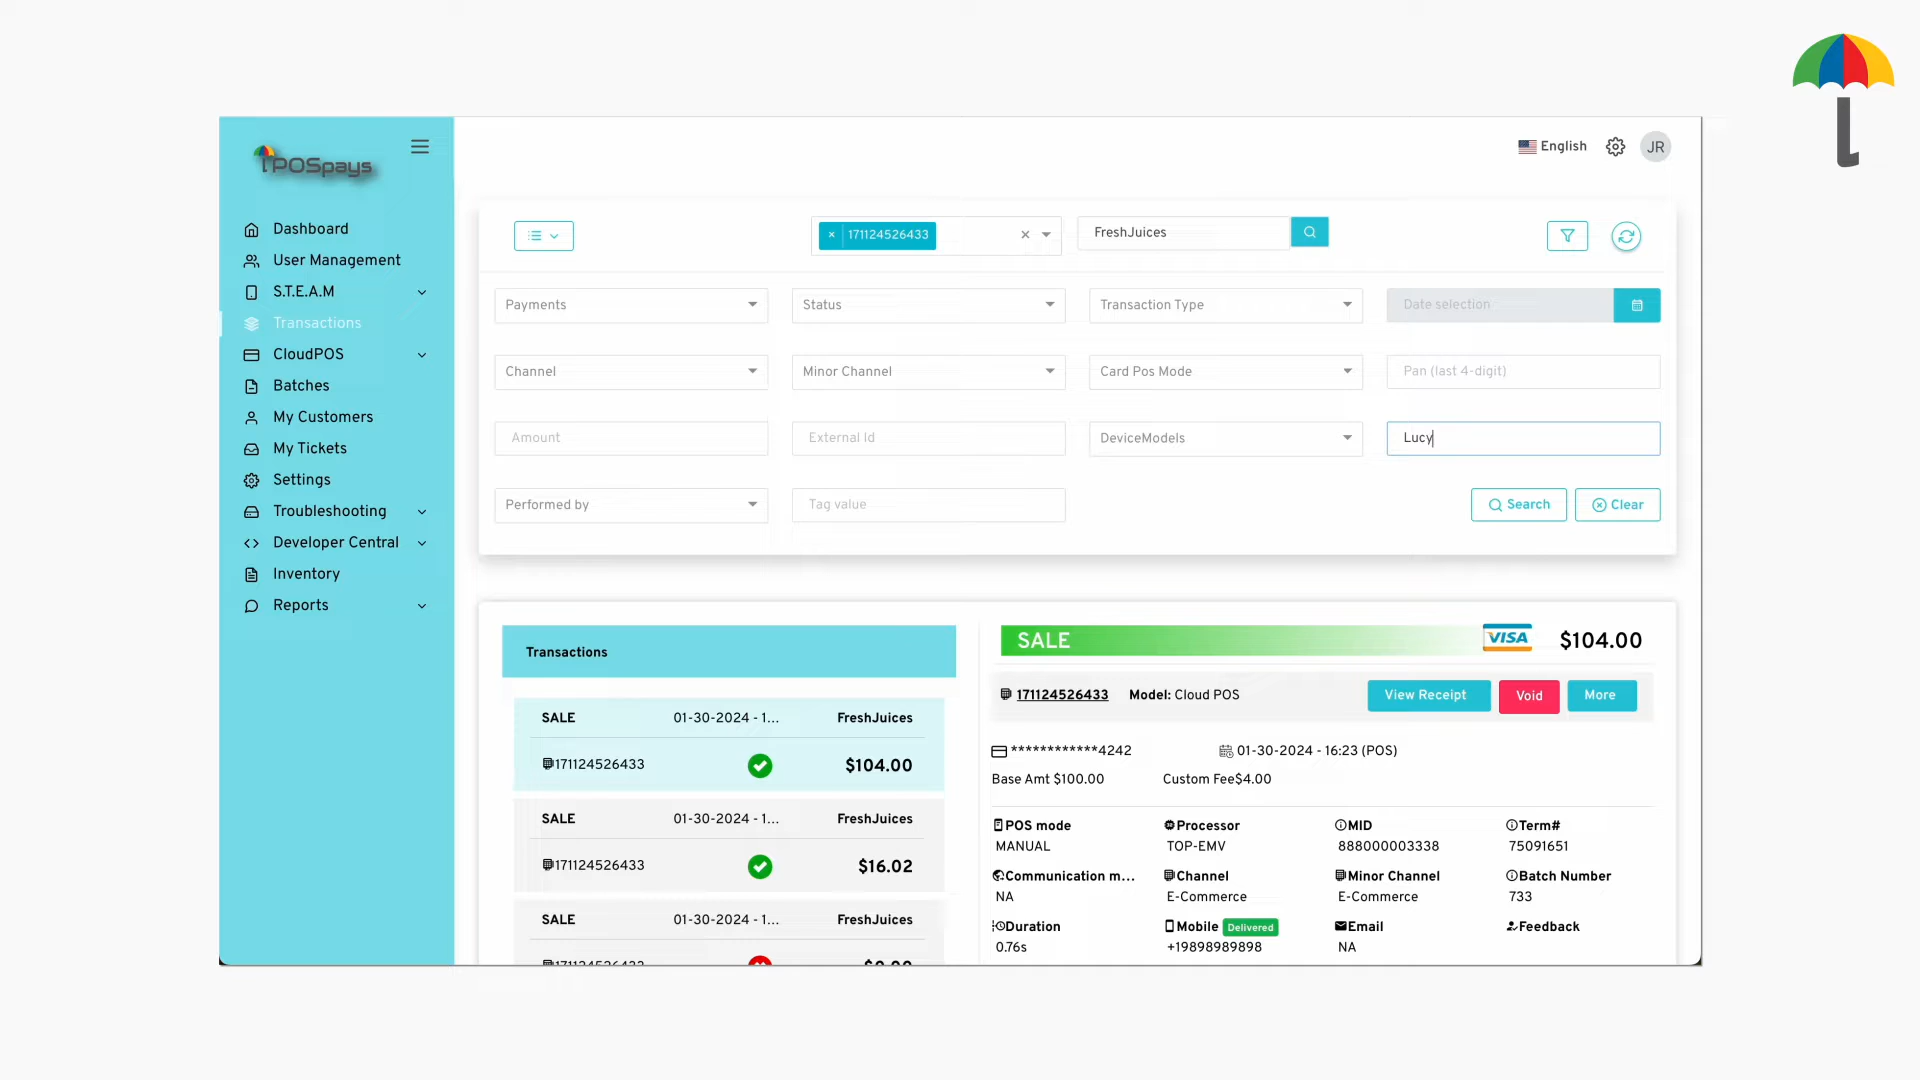 POSpays
English
JR
Dashboard
User Management
S.T.E.A.M
Transactions
CloudPOS
Batches
My Customers
My Tickets
Settings
Troubleshooting
Developer Central
Inventory
Reports
× 171124526433 ×
FreshJuices
Payments
Status
Transaction Type
Date selection
Channel
Minor Channel
Card Pos Mode
Pan (last 4-digit)
Amount
External Id
DeviceModels
Lucy
Performed by
Tag value
Search
Clear
Transactions
SALE 01-30-2024 - 1... FreshJuices
171124526433 $104.00
SALE 01-30-2024 - 1... FreshJuices
171124526433 $16.02
SALE 01-30-2024 - 1... FreshJuices
171124526433 $0.00
SALE VISA $104.00
171124526433 Model: Cloud POS View Receipt Void More
************4242 01-30-2024 - 16:23 (POS)
Base Amt $100.00 Custom Fee$4.00
POS mode Processor MID Term#
MANUAL TOP-EMV 888000003338 75091651
Communication m... Channel Minor Channel Batch Number
NA E-Commerce E-Commerce 733
Duration Mobile Delivered Email Feedback
0.76s +19898989898 NA